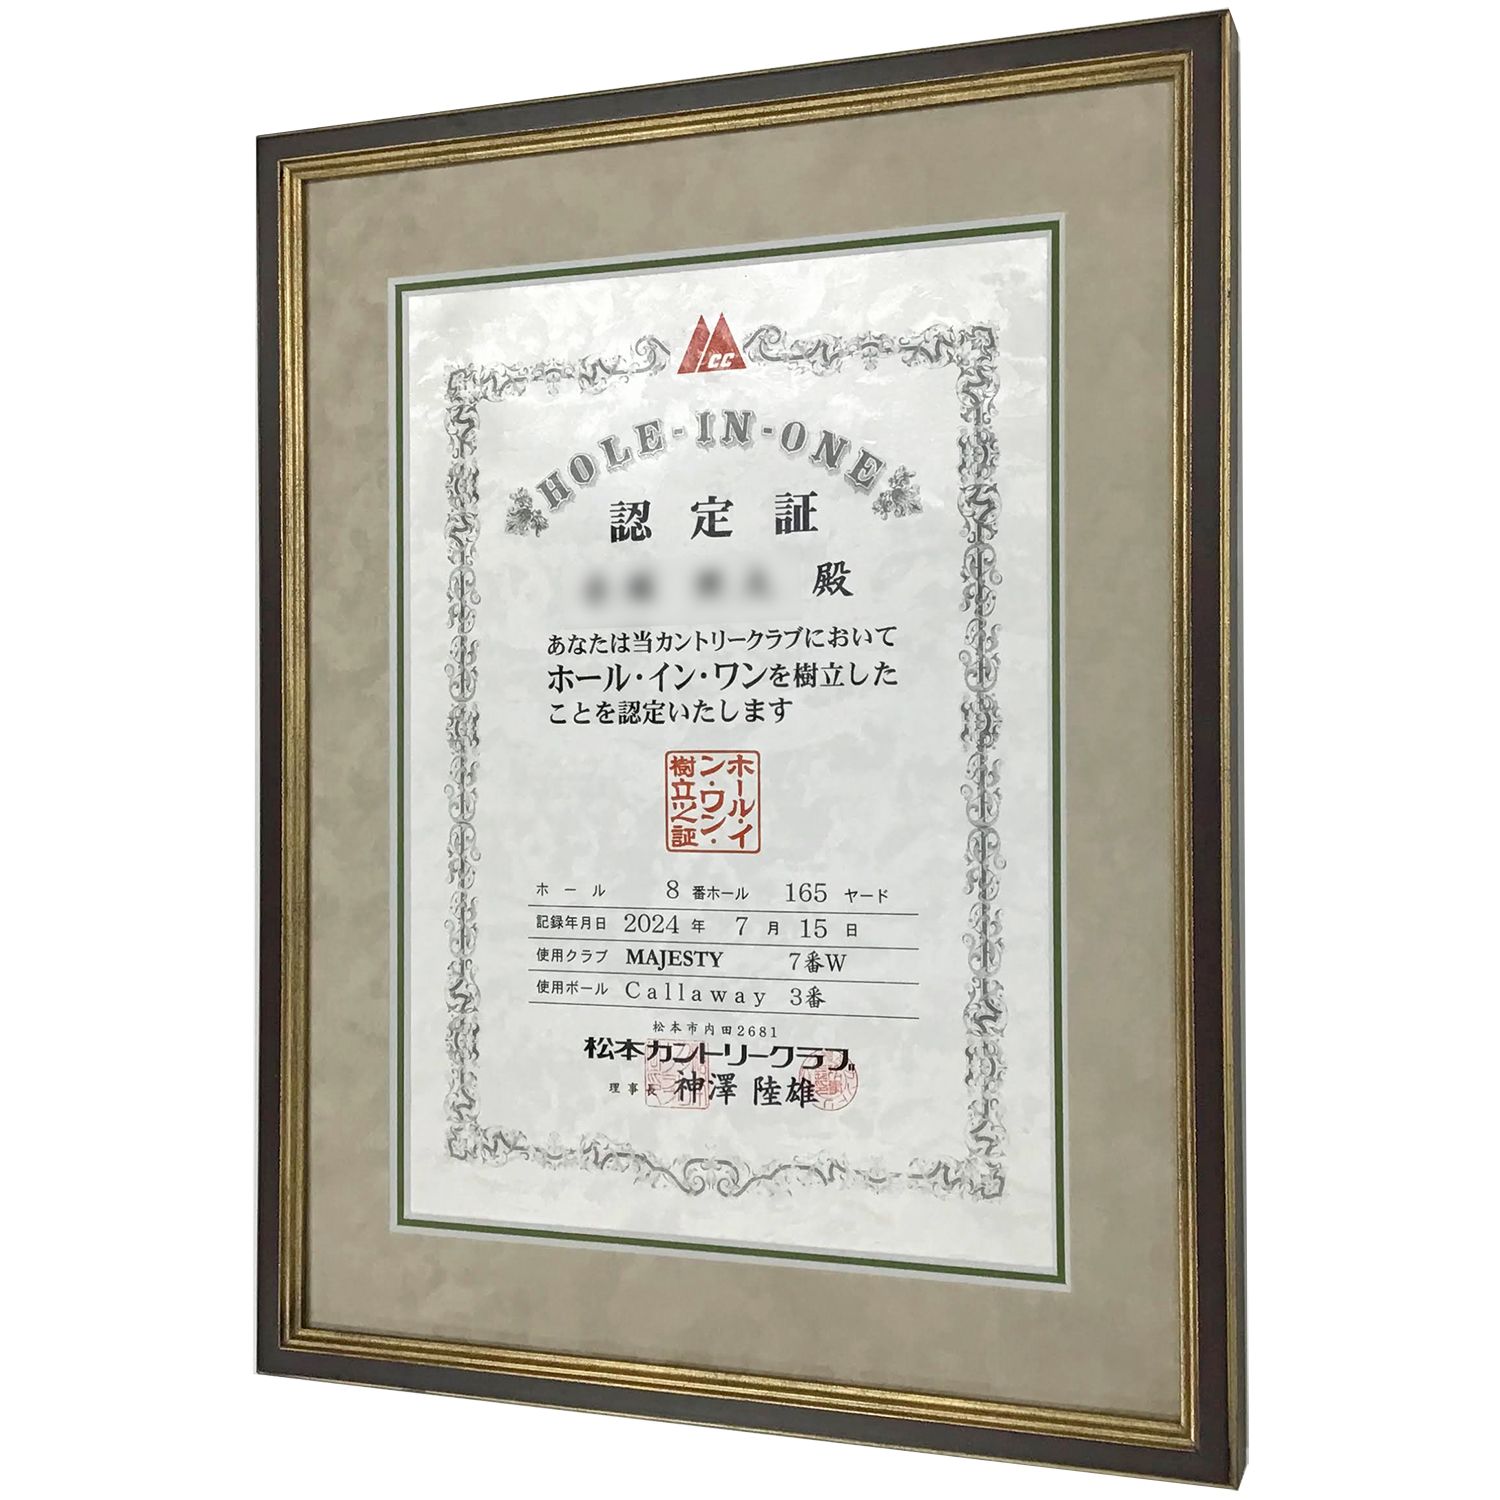 CC
HOLE-IN-ONE
認定証
殿
あなたは当カントリークラブにおいて
ホール・イン・ワンを樹立した
ことを認定いたします
ホール・イ
ン・ワン・
樹立之証
ホール 8 番ホール 165 ヤード
記録年月日 2024 年 7 月 15 日
使用クラブ MAJESTY 7番W
使用ボール Callaway 3番
松本市内田2681
松本カントリークラブ
理事長 神澤 陸雄